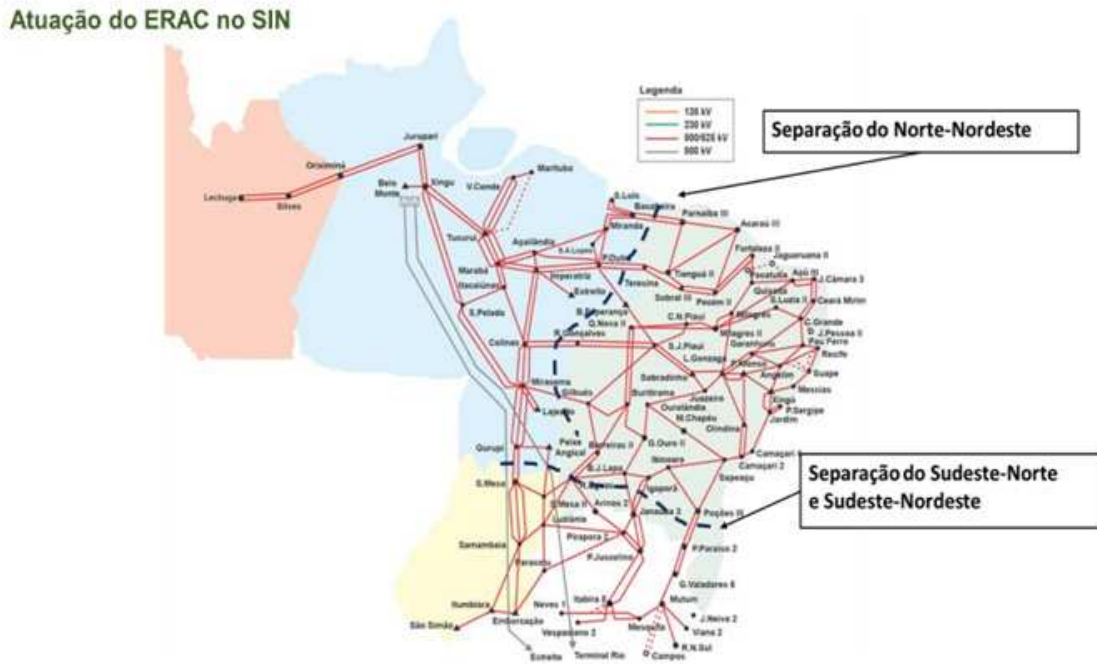 Atuação do ERAC no SIN
Legenda
138 kV
230 kV
500/525 kV
800 kV
Separação do Norte-Nordeste
Jurupari
Oriximiná
Lechuga
Silves
Belo
Monte
Xingu
V.Conde
Marituba
S.Luís
Bacabeira
Parnaíba III
Miranda
Acaraú III
Tucuruí
Açailândia
P.Dutra
Fortaleza II
Jaguaruana II
Pacatuba
Marabá
Imperatriz
Teresina
Tianguá II
Quixadá
Açú III
J.Câmara 3
Itacaiúnas
Estreito
Sobral III
Pecém II
S.Luzia II
Ceará Mirim
S.Pelada
B.Esperança
C.N.Piauí
Milagres
C.Grande
Q.Nova II
Milagres II
J.Pessoa II
R.Gonçalves
Garanhuns
Pau Ferro
Colinas
S.J.Piauí
L.Gonzaga
P.Afonso
Recife
Sobradinho
Angelim
Suape
Miracema
Messias
Gilbués
Buritirama
Juazeiro
Xingó
Lajeado
Ourolândia
P.Sergipe
Jardim
M.Chapéu
Olindina
Gurupi
Peixe
Angical
Barreiras II
G.Ouro II
Camaçari 4
Ibicoara
Camaçari 2
B.J.Lapa
Sapeaçu
Separação do Sudeste-Norte
e Sudeste-Nordeste
S.Mesa
Igaporã
S.Mesa II
Arinos 2
Janaúba 3
Poções III
Luziânia
Pirapora 2
Samambaia
P.Juscelino
P.Paraíso 2
Paracatu
G.Valadares 6
Itumbiara
Neves 1
Itabira 5
Mutum
São Simão
Emborcação
J.Neiva 2
Mesquita
Vespasiano 2
Viana 2
R.N.Sul
Estreito
Terminal Rio
Campos